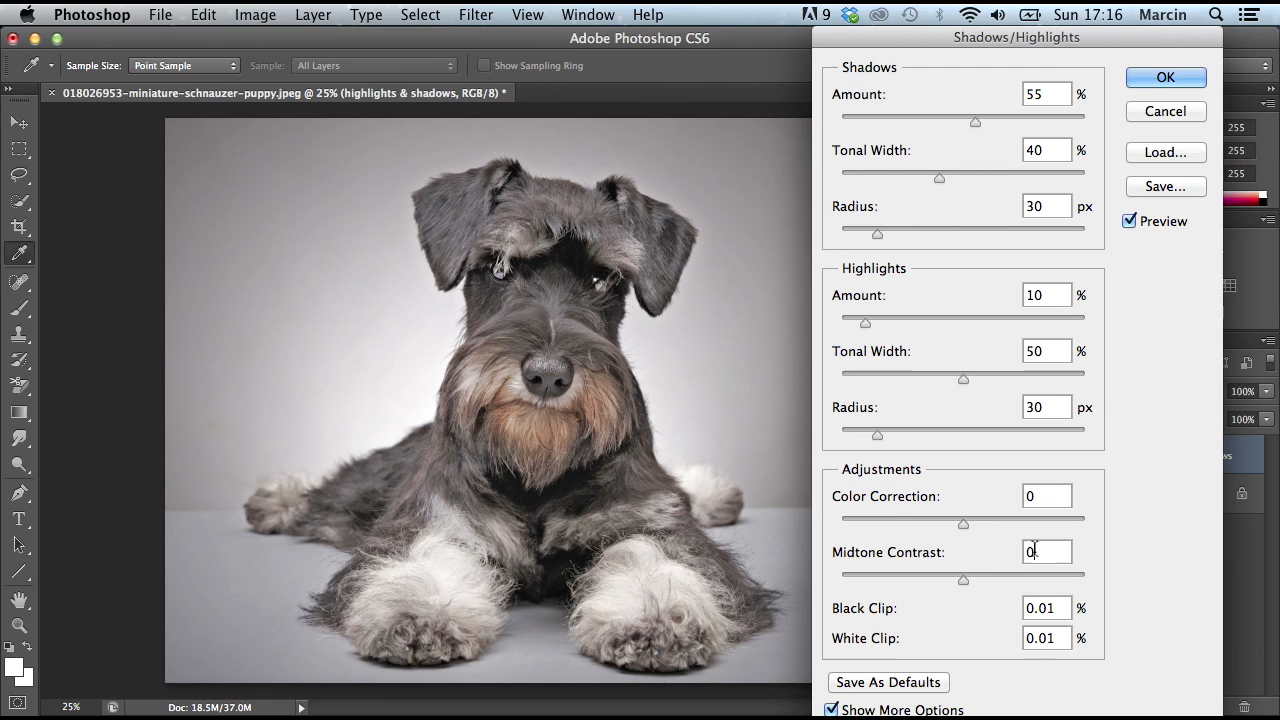 Photoshop File Edit Image Layer Type Select Filter View Window Help 9 Sun 17:16 Marcin
Adobe Photoshop CS6
Shadows/Highlights
Sample Size: Point Sample Sample: All Layers Show Sampling Ring
018026953-miniature-schnauzer-puppy.jpeg @ 25% (highlights & shadows, RGB/8) *
Shadows
Amount: 55 %
Tonal Width: 40 %
Radius: 30 px
Highlights
Amount: 10 %
Tonal Width: 50 %
Radius: 30 px
Adjustments
Color Correction: 0
Midtone Contrast: 0
Black Clip: 0.01 %
White Clip: 0.01 %
Save As Defaults
Show More Options
OK
Cancel
Load...
Save...
Preview
255
255
255
100%
100%
ws
25% Doc: 18.5M/37.0M